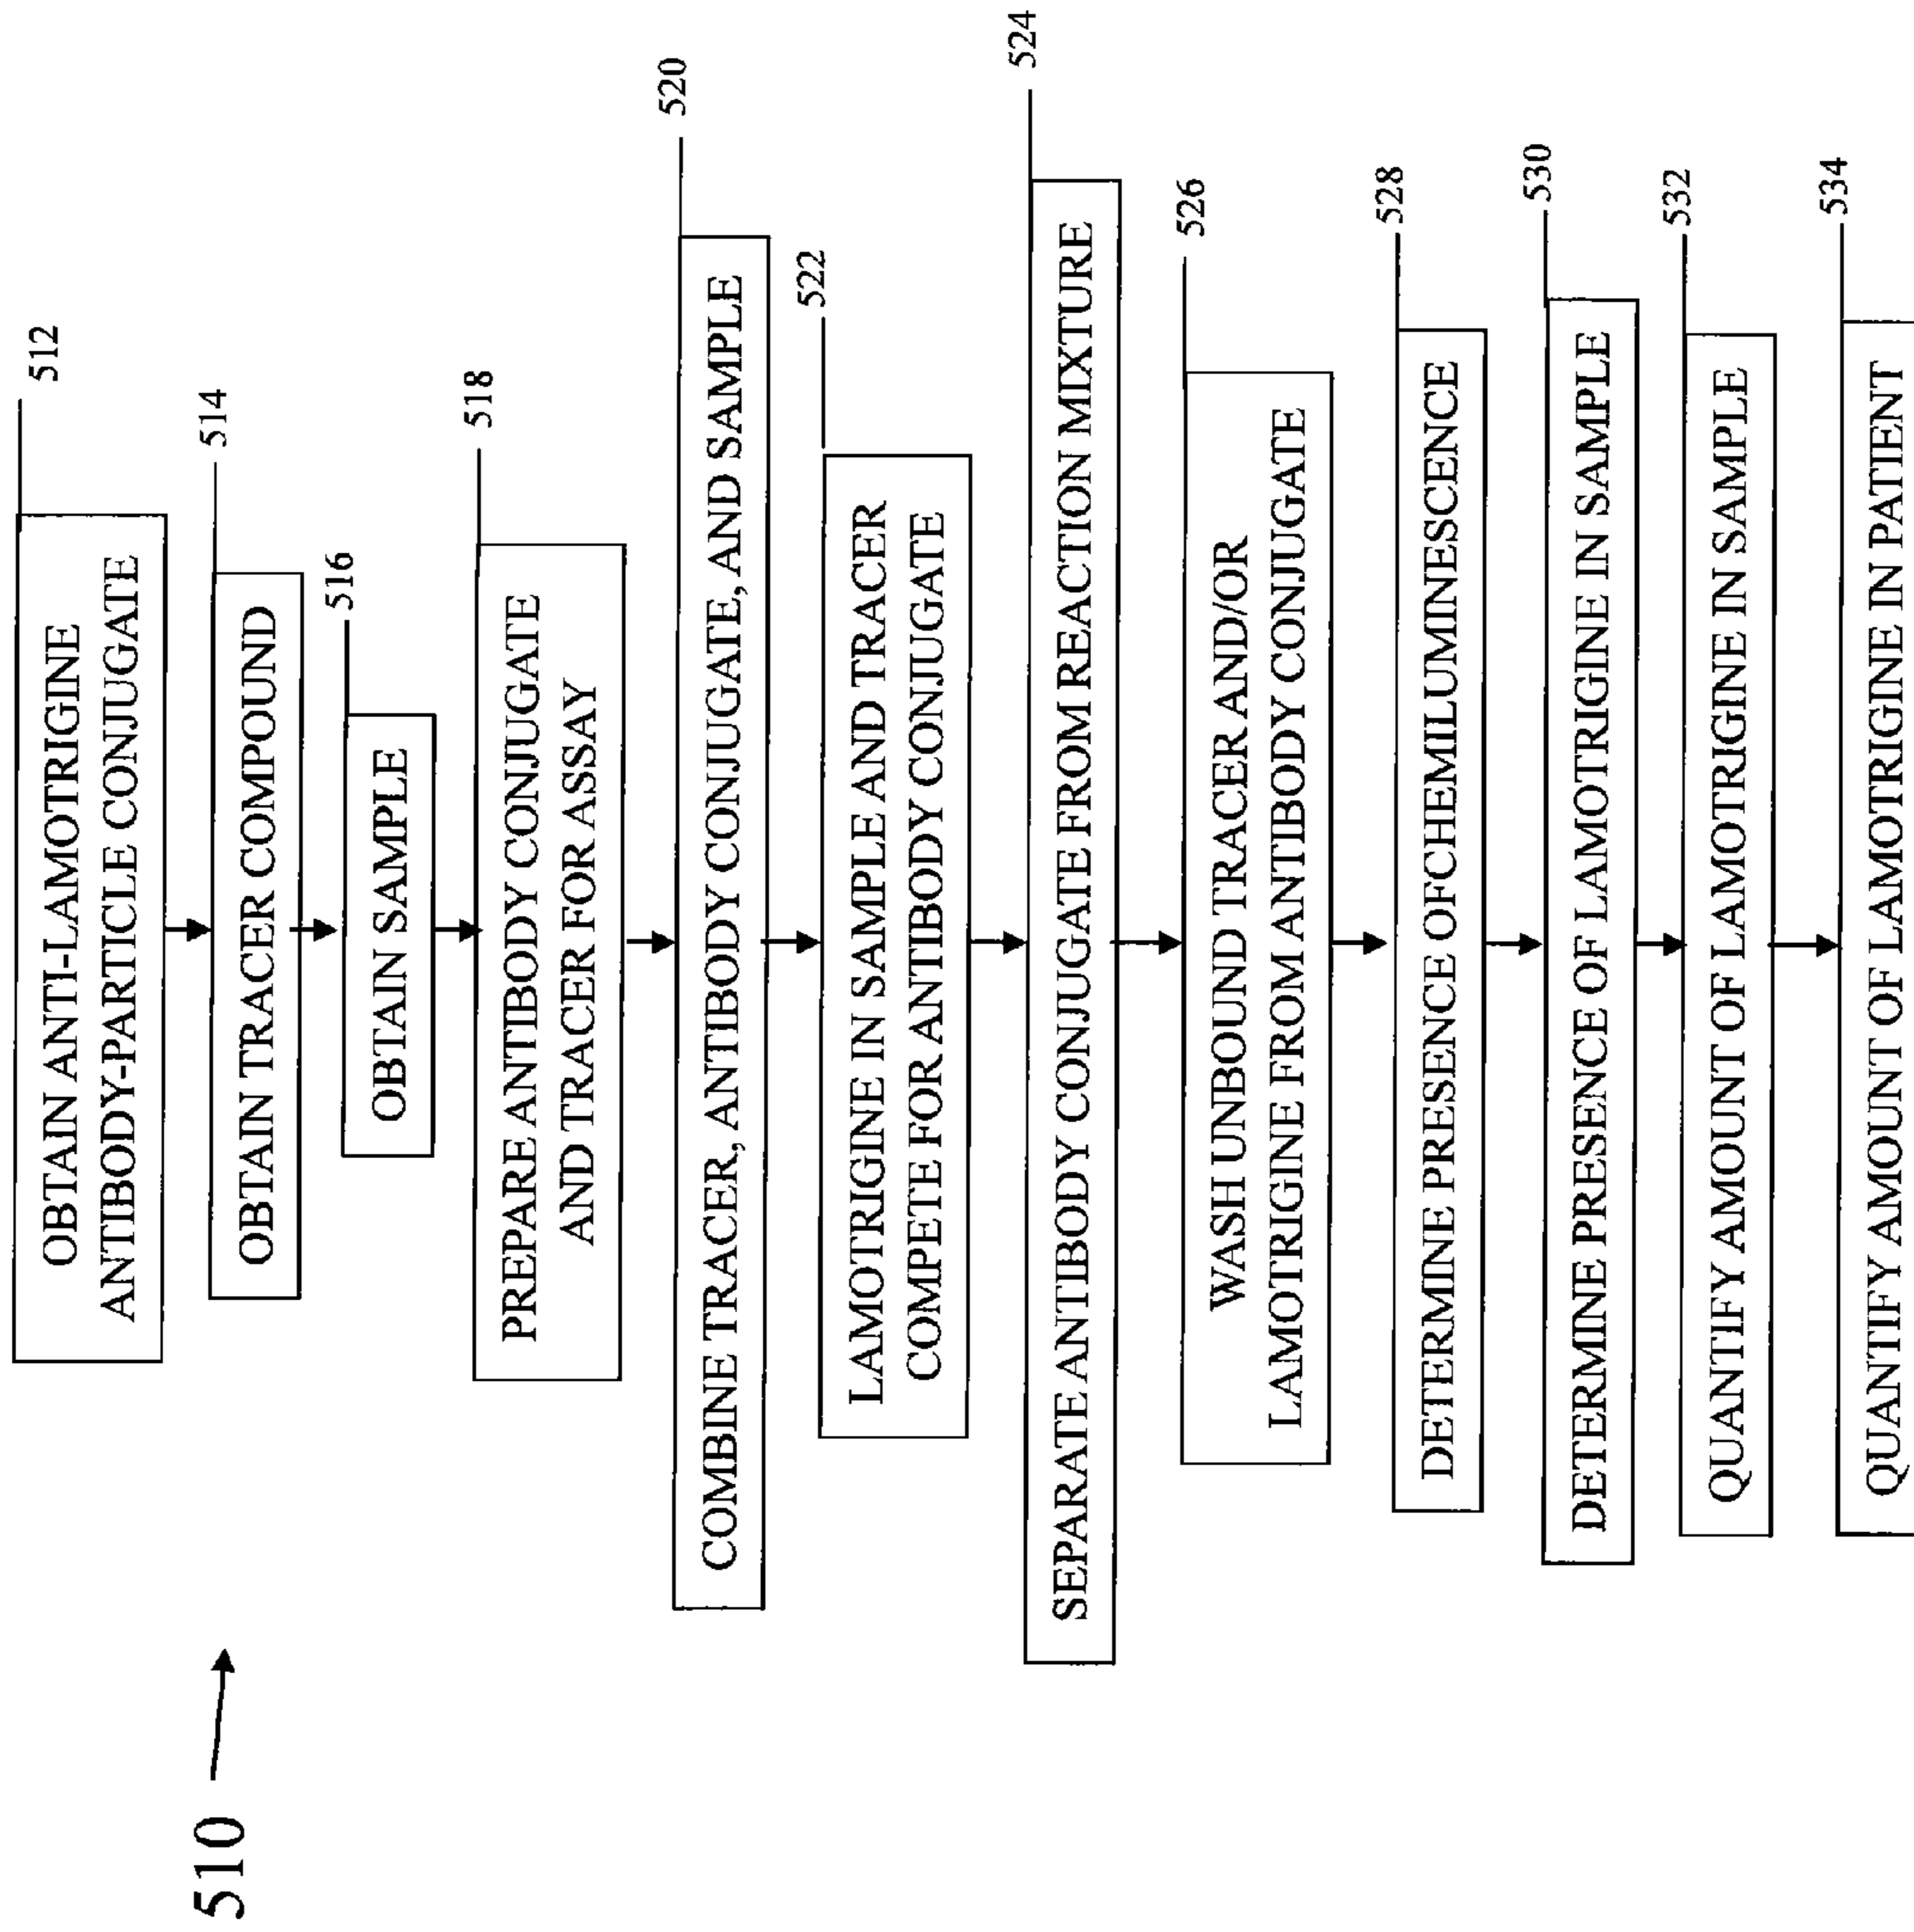 510
512
OBTAIN ANTI-LAMOTRIGINE
ANTIBODY-PARTICLE CONJUGATE
514
OBTAIN TRACER COMPOUND
516
OBTAIN SAMPLE
518
PREPARE ANTIBODY CONJUGATE
AND TRACER FOR ASSAY
520
COMBINE TRACER, ANTIBODY CONJUGATE, AND SAMPLE
522
LAMOTRIGINE IN SAMPLE AND TRACER
COMPETE FOR ANTIBODY CONJUGATE
524
SEPARATE ANTIBODY CONJUGATE FROM REACTION MIXTURE
526
WASH UNBOUND TRACER AND/OR
LAMOTRIGINE FROM ANTIBODY CONJUGATE
528
DETERMINE PRESENCE OFCHEMILUMINESCENCE
530
DETERMINE PRESENCE OF LAMOTRIGINE IN SAMPLE
532
QUANTIFY AMOUNT OF LAMOTRIGINE IN SAMPLE
534
QUANTIFY AMOUNT OF LAMOTRIGINE IN PATIENT